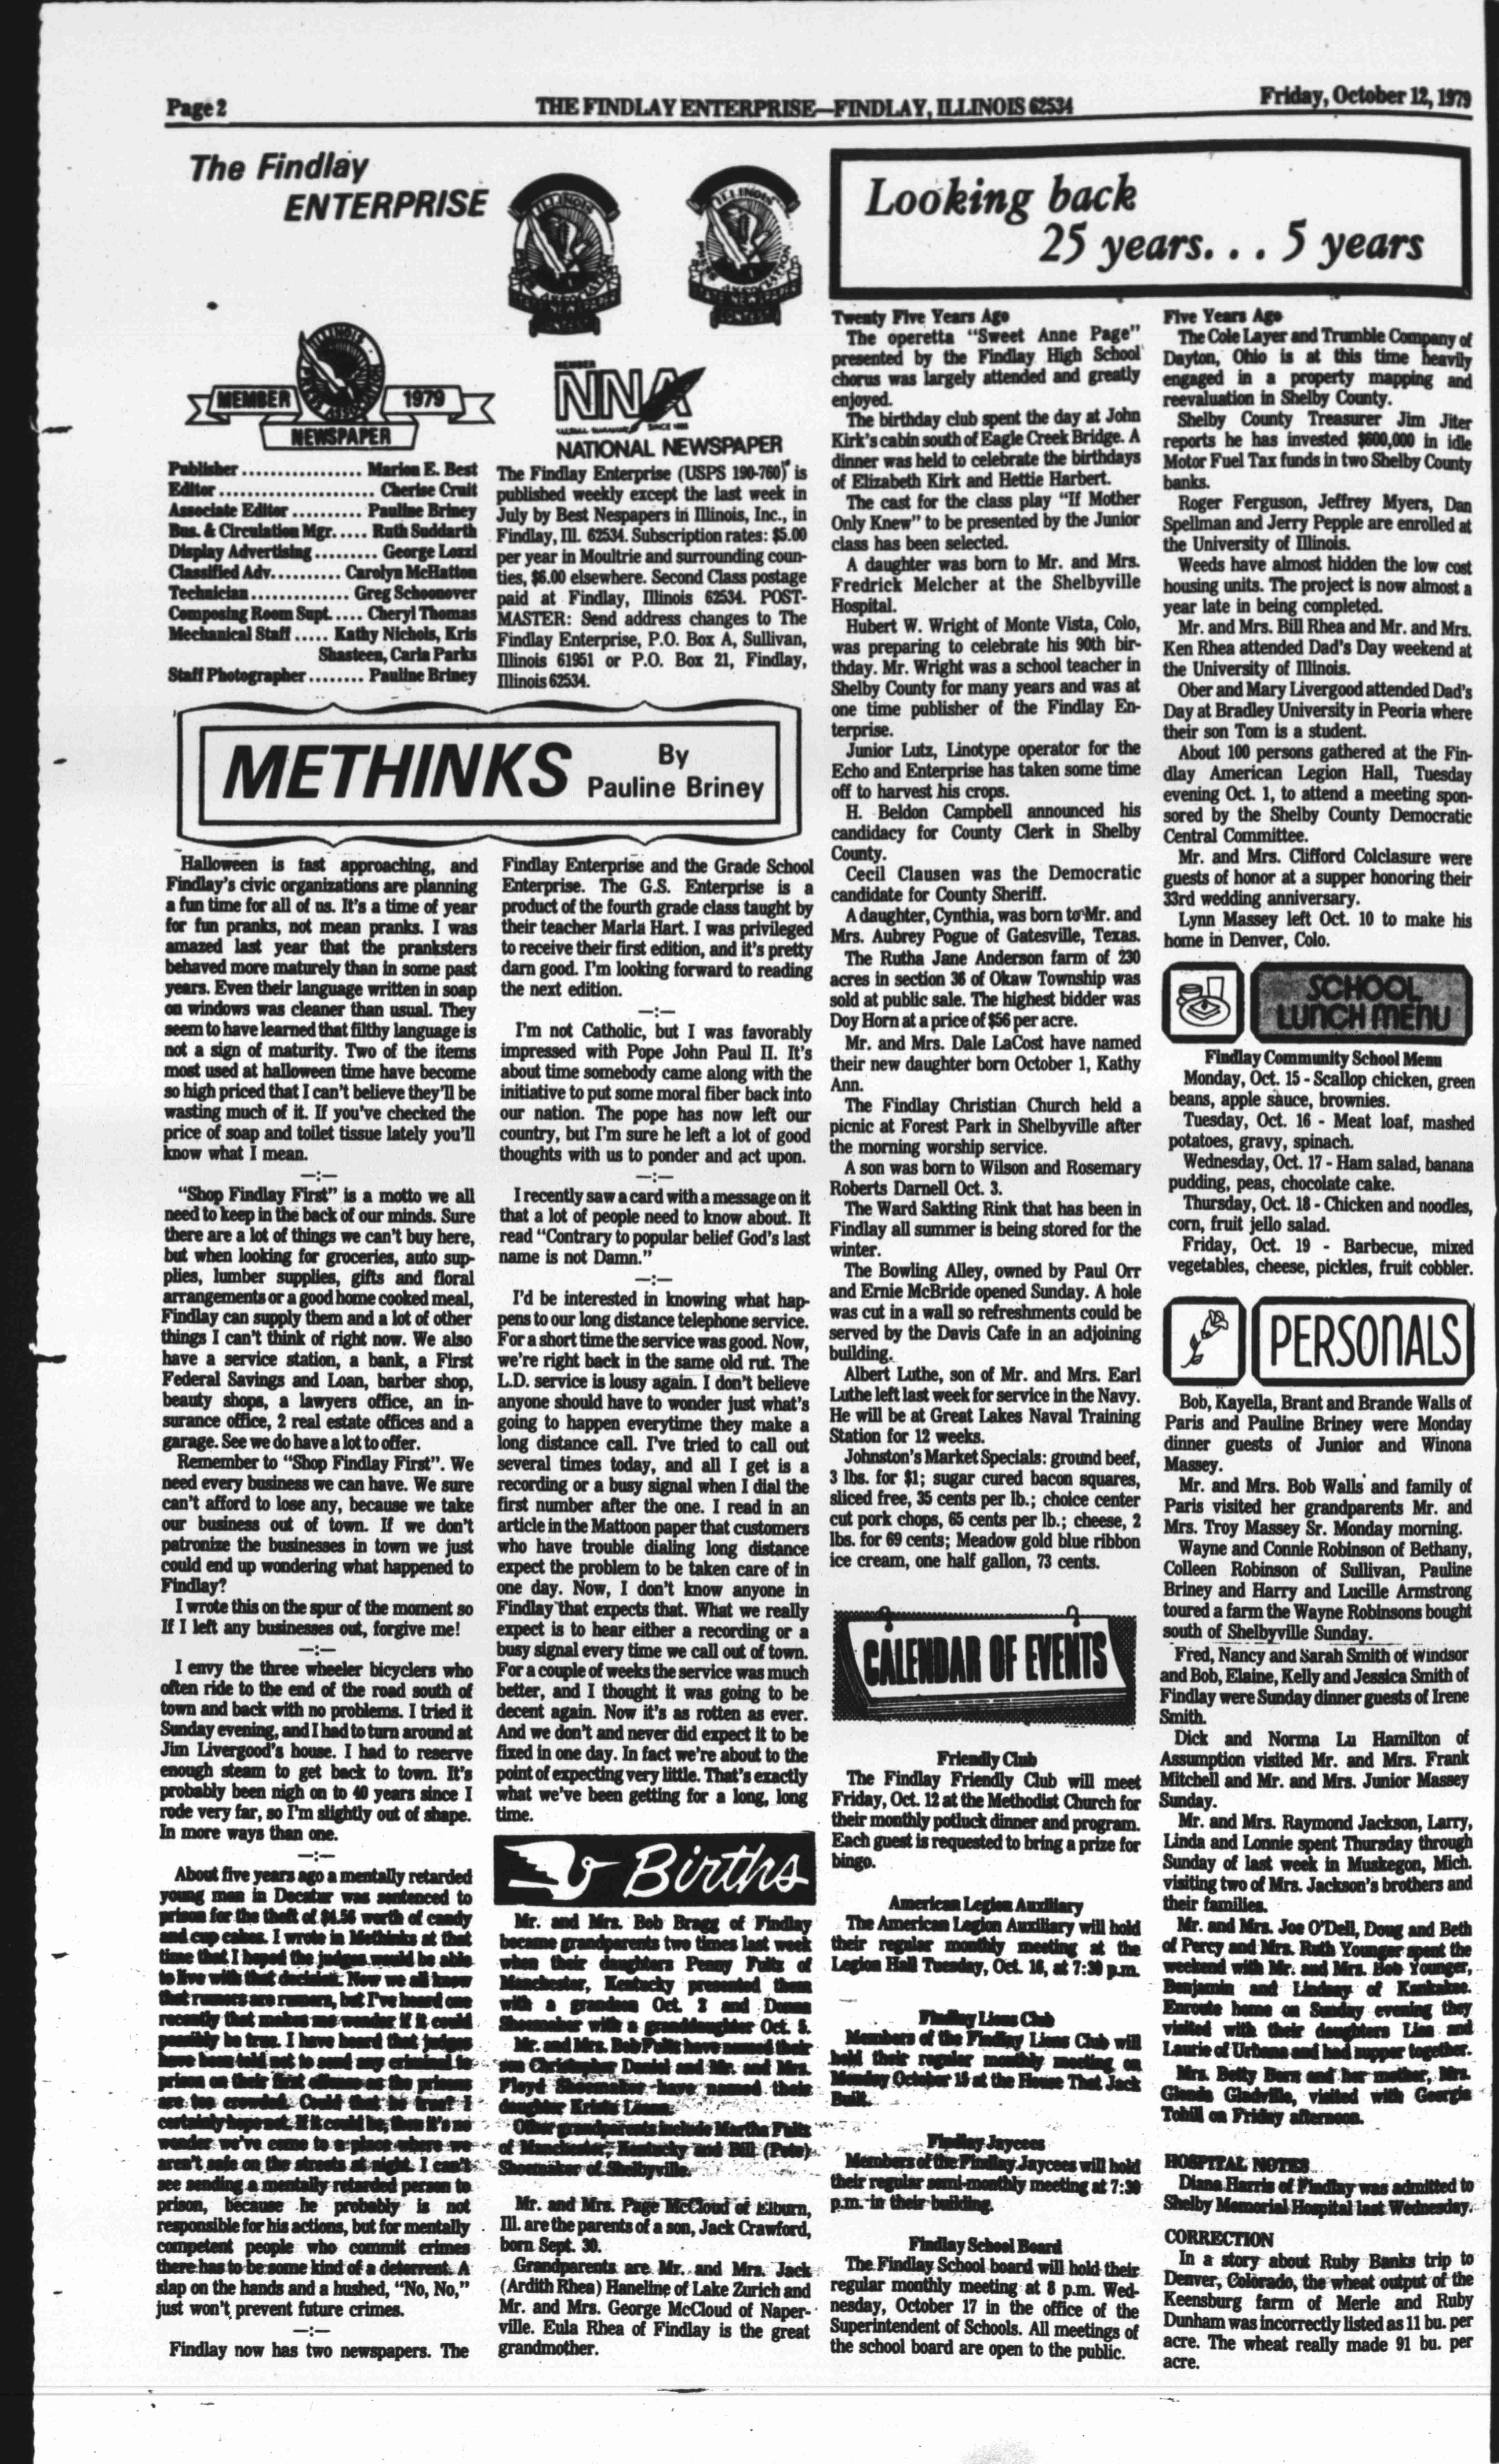 Page 2
THE FINDLAY ENTERPRISE—FINDLAY, ILLINOIS 62534
Friday, October 12, 1979
The Findlay
ENTERPRISE
ILLINOIS
PRESS ASSOCIATION
ILLINOIS
PRESS ASSOCIATION
ILLINOIS
MEMBER
1979
NEWSPAPER
MEMBER
NNA
SINCE 1885
NATIONAL NEWSPAPER
Publisher................. Marion E. Best
Editor...................... Cherise Cruit
Associate Editor.......... Pauline Briney
Bus. & Circulation Mgr..... Ruth Suddarth
Display Advertising......... George Lozzi
Classified Adv.......... Carolyn McHatton
Technician.............. Greg Schoonover
Composing Room Supt..... Cheryl Thomas
Mechanical Staff..... Kathy Nichols, Kris
Shasteen, Carla Parks
Staff Photographer........ Pauline Briney
The Findlay Enterprise (USPS 190-760) is
published weekly except the last week in
July by Best Nespapers in Illinois, Inc., in
Findlay, Ill. 62534. Subscription rates: $5.00
per year in Moultrie and surrounding coun-
ties, $6.00 elsewhere. Second Class postage
paid at Findlay, Illinois 62534. POST-
MASTER: Send address changes to The
Findlay Enterprise, P.O. Box A, Sullivan,
Illinois 61951 or P.O. Box 21, Findlay,
Illinois 62534.
METHINKS
By
Pauline Briney
Halloween is fast approaching, and
Findlay's civic organizations are planning
a fun time for all of us. It's a time of year
for fun pranks, not mean pranks. I was
amazed last year that the pranksters
behaved more maturely than in some past
years. Even their language written in soap
on windows was cleaner than usual. They
seem to have learned that filthy language is
not a sign of maturity. Two of the items
most used at halloween time have become
so high priced that I can't believe they'll be
wasting much of it. If you've checked the
price of soap and toilet tissue lately you'll
know what I mean.
—:—
"Shop Findlay First" is a motto we all
need to keep in the back of our minds. Sure
there are a lot of things we can't buy here,
but when looking for groceries, auto sup-
plies, lumber supplies, gifts and floral
arrangements or a good home cooked meal,
Findlay can supply them and a lot of other
things I can't think of right now. We also
have a service station, a bank, a First
Federal Savings and Loan, barber shop,
beauty shops, a lawyers office, an in-
surance office, 2 real estate offices and a
garage. See we do have a lot to offer.
Remember to "Shop Findlay First". We
need every business we can have. We sure
can't afford to lose any, because we take
our business out of town. If we don't
patronize the businesses in town we just
could end up wondering what happened to
Findlay?
I wrote this on the spur of the moment so
If I left any businesses out, forgive me!
—:—
I envy the three wheeler bicyclers who
often ride to the end of the road south of
town and back with no problems. I tried it
Sunday evening, and I had to turn around at
Jim Livergood's house. I had to reserve
enough steam to get back to town. It's
probably been nigh on to 40 years since I
rode very far, so I'm slightly out of shape.
In more ways than one.
—:—
About five years ago a mentally retarded
young man in Decatur was sentenced to
prison for the theft of $4.56 worth of candy
and cup cakes. I wrote in Methinks at that
time that I hoped the judges would be able
to live with that decision. Now we all know
that rumors are rumors, but I've heard one
recently that makes me wonder if it could
possibly be true. I have heard that judges
have been told not to send any criminal to
prison on their first offense as the prisons
are too crowded. Could that be true? I
certainly hope not. If it could be, then it's no
wonder we've come to a place where we
aren't safe on the streets at night. I can't
see sending a mentally retarded person to
prison, because he probably is not
responsible for his actions, but for mentally
competent people who commit crimes
there has to be some kind of a deterrent. A
slap on the hands and a hushed, "No, No,"
just won't prevent future crimes.
—:—
Findlay now has two newspapers. The
Findlay Enterprise and the Grade School
Enterprise. The G.S. Enterprise is a
product of the fourth grade class taught by
their teacher Marla Hart. I was privileged
to receive their first edition, and it's pretty
darn good. I'm looking forward to reading
the next edition.
—:—
I'm not Catholic, but I was favorably
impressed with Pope John Paul II. It's
about time somebody came along with the
initiative to put some moral fiber back into
our nation. The pope has now left our
country, but I'm sure he left a lot of good
thoughts with us to ponder and act upon.
—:—
I recently saw a card with a message on it
that a lot of people need to know about. It
read "Contrary to popular belief God's last
name is not Damn."
—:—
I'd be interested in knowing what hap-
pens to our long distance telephone service.
For a short time the service was good. Now,
we're right back in the same old rut. The
L.D. service is lousy again. I don't believe
anyone should have to wonder just what's
going to happen everytime they make a
long distance call. I've tried to call out
several times today, and all I get is a
recording or a busy signal when I dial the
first number after the one. I read in an
article in the Mattoon paper that customers
who have trouble dialing long distance
expect the problem to be taken care of in
one day. Now, I don't know anyone in
Findlay that expects that. What we really
expect is to hear either a recording or a
busy signal every time we call out of town.
For a couple of weeks the service was much
better, and I thought it was going to be
decent again. Now it's as rotten as ever.
And we don't and never did expect it to be
fixed in one day. In fact we're about to the
point of expecting very little. That's exactly
what we've been getting for a long, long
time.
Births
Mr. and Mrs. Bob Bragg of Findlay
became grandparents two times last week
when their daughters Penny Fultz of
Manchester, Kentucky presented them
with a grandson Oct. 2 and Donna
Shoemaker with a granddaughter Oct. 5.
Mr. and Mrs. Bob Fultz have named their
son Christopher Daniel and Mr. and Mrs.
Floyd Shoemaker have named their
daughter Krista
Other grandparents include Martha Fultz
of Manchester, Kentucky and Bill (Pete)
Shoemaker of Shelbyville.
Mr. and Mrs. Page McCloud of Elburn,
Ill. are the parents of a son, Jack Crawford,
born Sept. 30.
Grandparents are Mr. and Mrs. Jack
(Ardith Rhea) Haneline of Lake Zurich and
Mr. and Mrs. George McCloud of Naper-
ville. Eula Rhea of Findlay is the great
grandmother.
Looking back
25 years. . . 5 years
Twenty Five Years Ago
The operetta "Sweet Anne Page"
presented by the Findlay High School
chorus was largely attended and greatly
enjoyed.
The birthday club spent the day at John
Kirk's cabin south of Eagle Creek Bridge. A
dinner was held to celebrate the birthdays
of Elizabeth Kirk and Hettie Harbert.
The cast for the class play "If Mother
Only Knew" to be presented by the Junior
class has been selected.
A daughter was born to Mr. and Mrs.
Fredrick Melcher at the Shelbyville
Hospital.
Hubert W. Wright of Monte Vista, Colo,
was preparing to celebrate his 90th bir-
thday. Mr. Wright was a school teacher in
Shelby County for many years and was at
one time publisher of the Findlay En-
terprise.
Junior Lutz, Linotype operator for the
Echo and Enterprise has taken some time
off to harvest his crops.
H. Beldon Campbell announced his
candidacy for County Clerk in Shelby
County.
Cecil Clausen was the Democratic
candidate for County Sheriff.
A daughter, Cynthia, was born to Mr. and
Mrs. Aubrey Pogue of Gatesville, Texas.
The Rutha Jane Anderson farm of 230
acres in section 36 of Okaw Township was
sold at public sale. The highest bidder was
Doy Horn at a price of $56 per acre.
Mr. and Mrs. Dale LaCost have named
their new daughter born October 1, Kathy
Ann.
The Findlay Christian Church held a
picnic at Forest Park in Shelbyville after
the morning worship service.
A son was born to Wilson and Rosemary
Roberts Darnell Oct. 3.
The Ward Sakting Rink that has been in
Findlay all summer is being stored for the
winter.
The Bowling Alley, owned by Paul Orr
and Ernie McBride opened Sunday. A hole
was cut in a wall so refreshments could be
served by the Davis Cafe in an adjoining
building.
Albert Luthe, son of Mr. and Mrs. Earl
Luthe left last week for service in the Navy.
He will be at Great Lakes Naval Training
Station for 12 weeks.
Johnston's Market Specials: ground beef,
3 lbs. for $1; sugar cured bacon squares,
sliced free, 35 cents per lb.; choice center
cut pork chops, 65 cents per lb.; cheese, 2
lbs. for 69 cents; Meadow gold blue ribbon
ice cream, one half gallon, 73 cents.
CALENDAR OF EVENTS
Friendly Club
The Findlay Friendly Club will meet
Friday, Oct. 12 at the Methodist Church for
their monthly potluck dinner and program.
Each guest is requested to bring a prize for
bingo.
American Legion Auxiliary
The American Legion Auxiliary will hold
their regular monthly meeting at the
Legion Hall Tuesday, Oct. 16, at 7:30 p.m.
Findlay Lions Club
Members of the Findlay Lions Club will
hold their regular monthly meeting on
Monday October 15 at the House That Jack
Built.
Findlay Jaycees
Members of the Findlay Jaycees will hold
their regular semi-monthly meeting at 7:30
p.m. in their building.
Findlay School Board
The Findlay School board will hold their
regular monthly meeting at 8 p.m. Wed-
nesday, October 17 in the office of the
Superintendent of Schools. All meetings of
the school board are open to the public.
Five Years Ago
The Cole Layer and Trumble Company of
Dayton, Ohio is at this time heavily
engaged in a property mapping and
reevaluation in Shelby County.
Shelby County Treasurer Jim Jiter
reports he has invested $600,000 in idle
Motor Fuel Tax funds in two Shelby County
banks.
Roger Ferguson, Jeffrey Myers, Dan
Spellman and Jerry Pepple are enrolled at
the University of Illinois.
Weeds have almost hidden the low cost
housing units. The project is now almost a
year late in being completed.
Mr. and Mrs. Bill Rhea and Mr. and Mrs.
Ken Rhea attended Dad's Day weekend at
the University of Illinois.
Ober and Mary Livergood attended Dad's
Day at Bradley University in Peoria where
their son Tom is a student.
About 100 persons gathered at the Fin-
dlay American Legion Hall, Tuesday
evening Oct. 1, to attend a meeting spon-
sored by the Shelby County Democratic
Central Committee.
Mr. and Mrs. Clifford Colclasure were
guests of honor at a supper honoring their
33rd wedding anniversary.
Lynn Massey left Oct. 10 to make his
home in Denver, Colo.
SCHOOL
LUNCH MENU
Findlay Community School Menu
Monday, Oct. 15 - Scallop chicken, green
beans, apple sauce, brownies.
Tuesday, Oct. 16 - Meat loaf, mashed
potatoes, gravy, spinach.
Wednesday, Oct. 17 - Ham salad, banana
pudding, peas, chocolate cake.
Thursday, Oct. 18 - Chicken and noodles,
corn, fruit jello salad.
Friday, Oct. 19 - Barbecue, mixed
vegetables, cheese, pickles, fruit cobbler.
PERSONALS
Bob, Kayella, Brant and Brande Walls of
Paris and Pauline Briney were Monday
dinner guests of Junior and Winona
Massey.
Mr. and Mrs. Bob Walls and family of
Paris visited her grandparents Mr. and
Mrs. Troy Massey Sr. Monday morning.
Wayne and Connie Robinson of Bethany,
Colleen Robinson of Sullivan, Pauline
Briney and Harry and Lucille Armstrong
toured a farm the Wayne Robinsons bought
south of Shelbyville Sunday.
Fred, Nancy and Sarah Smith of Windsor
and Bob, Elaine, Kelly and Jessica Smith of
Findlay were Sunday dinner guests of Irene
Smith.
Dick and Norma Lu Hamilton of
Assumption visited Mr. and Mrs. Frank
Mitchell and Mr. and Mrs. Junior Massey
Sunday.
Mr. and Mrs. Raymond Jackson, Larry,
Linda and Lonnie spent Thursday through
Sunday of last week in Muskegon, Mich.
visiting two of Mrs. Jackson's brothers and
their families.
Mr. and Mrs. Joe O'Dell, Doug and Beth
of Percy and Mrs. Ruth Younger spent the
weekend with Mr. and Mrs. Bob Younger,
Benjamin and Lindsay of Kankakee.
Enroute home on Sunday evening they
visited with their daughters Lisa and
Laurie of Urbana and had supper together.
Mrs. Betty Born and her mother, Mrs.
Glenda Gladville, visited with Georgia
Tohill on Friday afternoon.
HOSPITAL NOTES
Diana Harris of Findlay was admitted to
Shelby Memorial Hospital last Wednesday.
CORRECTION
In a story about Ruby Banks trip to
Denver, Colorado, the wheat output of the
Keensburg farm of Merle and Ruby
Dunham was incorrectly listed as 11 bu. per
acre. The wheat really made 91 bu. per
acre.